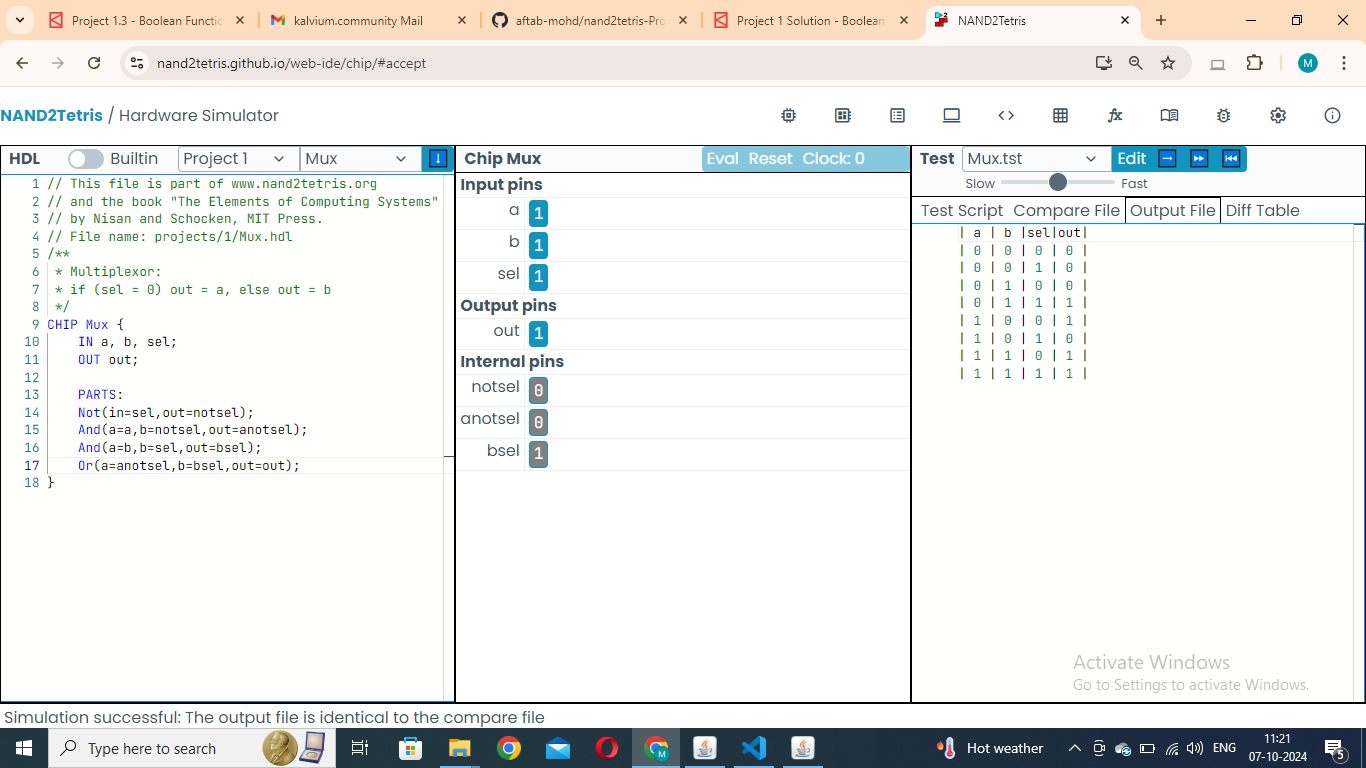 Project 1.3 - Boolean Functic
kalvium.community Mail
aftab-mohd/nand2tetris-Pro
Project 1 Solution - Boolean
NAND2Tetris
nand2tetris.github.io/web-ide/chip/#accept
M
NAND2Tetris / Hardware Simulator
HDL Builtin Project 1 Mux
1 // This file is part of www.nand2tetris.org
2 // and the book "The Elements of Computing Systems"
3 // by Nisan and Schocken, MIT Press.
4 // File name: projects/1/Mux.hdl
5 /**
6 * Multiplexor:
7 * if (sel = 0) out = a, else out = b
8 */
9 CHIP Mux {
10 IN a, b, sel;
11 OUT out;
12
13 PARTS:
14 Not(in=sel,out=notsel);
15 And(a=a,b=notsel,out=anotsel);
16 And(a=b,b=sel,out=bsel);
17 Or(a=anotsel,b=bsel,out=out);
18 }
Chip Mux Eval Reset Clock: 0
Input pins
a 1
b 1
sel 1
Output pins
out 1
Internal pins
notsel 0
anotsel 0
bsel 1
Test Mux.tst Edit
Slow Fast
Test Script Compare File Output File Diff Table
| a | b |sel|out|
| 0 | 0 | 0 | 0 |
| 0 | 0 | 1 | 0 |
| 0 | 1 | 0 | 0 |
| 0 | 1 | 1 | 1 |
| 1 | 0 | 0 | 1 |
| 1 | 0 | 1 | 0 |
| 1 | 1 | 0 | 1 |
| 1 | 1 | 1 | 1 |
Activate Windows
Go to Settings to activate Windows.
Simulation successful: The output file is identical to the compare file
Type here to search
Hot weather
ENG
11:21
07-10-2024
5